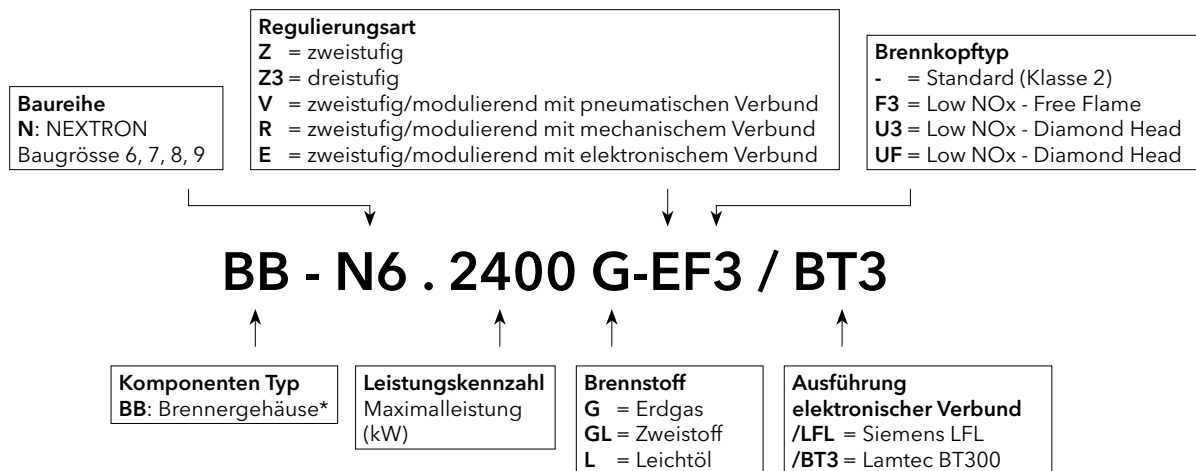 Regulierungsart
Z = zweistufig
Z3 = dreistufig
V = zweistufig/modulierend mit pneumatischen Verbund
R = zweistufig/modulierend mit mechanischem Verbund
E = zweistufig/modulierend mit elektronischem Verbund
Brennkopftyp
- = Standard (Klasse 2)
F3 = Low NOx - Free Flame
U3 = Low NOx - Diamond Head
UF = Low NOx - Diamond Head
Baureihe
N: NEXTRON
Baugrösse 6, 7, 8, 9
BB - N6 . 2400 G-EF3 / BT3
Komponenten Typ
BB: Brennergehäuse*
Leistungskennzahl
Maximalleistung
(kW)
Brennstoff
G = Erdgas
GL = Zweistoff
L = Leichtöl
Ausführung
elektronischer Verbund
/LFL = Siemens LFL
/BT3 = Lamtec BT300